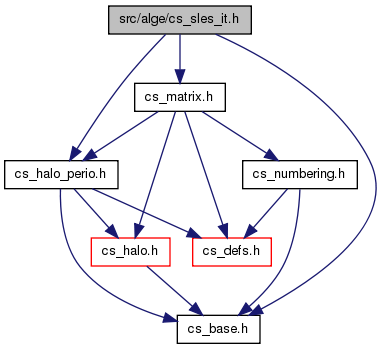 src/alge/cs_sles_it.h
cs_matrix.h
cs_halo_perio.h
cs_numbering.h
cs_halo.h
cs_defs.h
cs_base.h